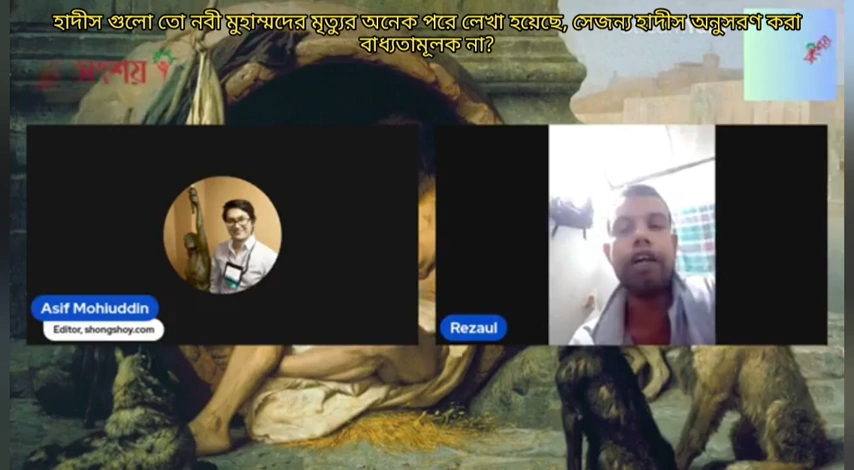 হাদীস গুলো তো নবী মুহাম্মদের মৃত্যুর অনেক পরে লেখা হয়েছে, সেজন্য হাদীস অনুসরণ করা
বাধ্যতামূলক না?
সংশয়
Asif Mohiuddin
Editor, shongshoy.com
Rezaul